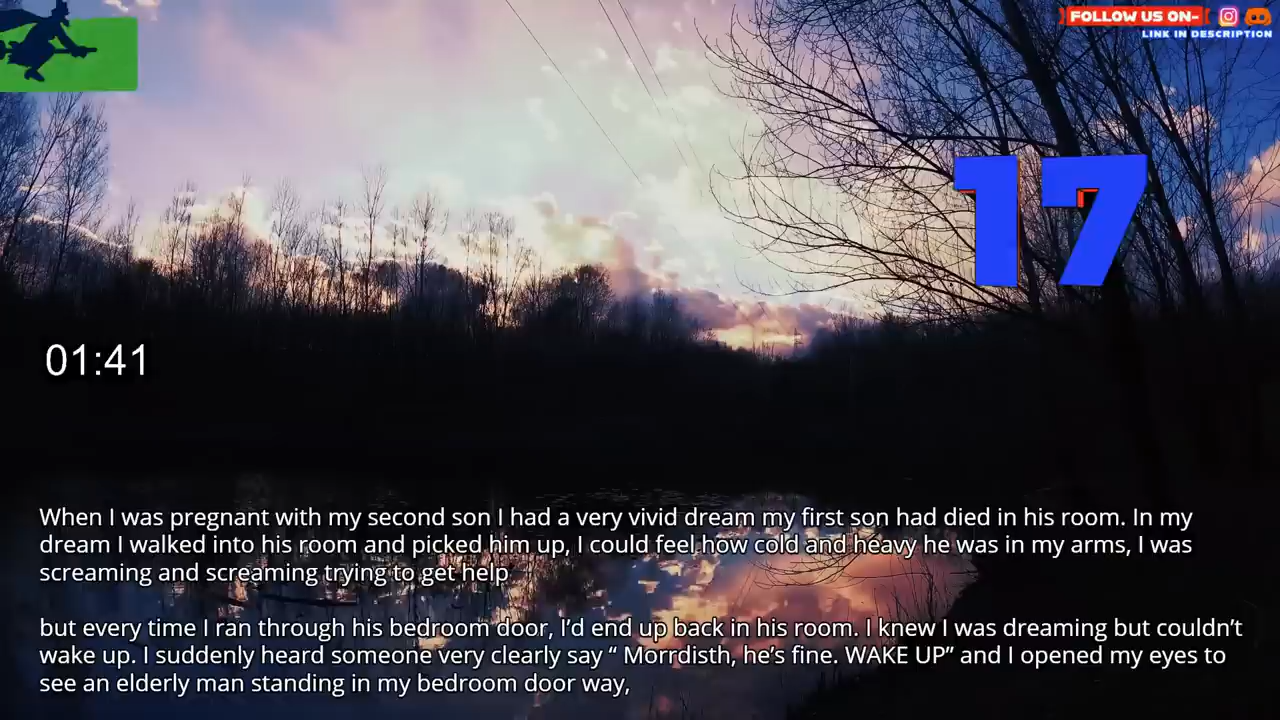 FOLLOW US ON-
LINK IN DESCRIPTION
17
01:41
When I was pregnant with my second son I had a very vivid dream my first son had died in his room. In my
dream I walked into his room and picked him up, I could feel how cold and heavy he was in my arms, I was
screaming and screaming trying to get help
but every time I ran through his bedroom door, I’d end up back in his room. I knew I was dreaming but couldn’t
wake up. I suddenly heard someone very clearly say “ Morrdisth, he’s fine. WAKE UP” and I opened my eyes to
see an elderly man standing in my bedroom door way,